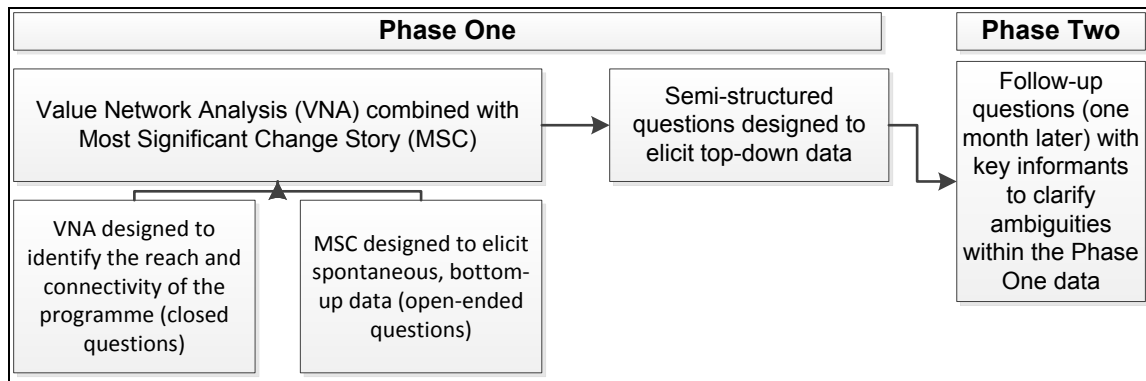 Phase One
Phase Two
Value Network Analysis (VNA) combined with
Most Significant Change Story (MSC)
Semi-structured
questions designed to
elicit top-down data
Follow-up
questions (one
month later) with
key informants
to clarify
ambiguities
within the Phase
One data
VNA designed to
identify the reach and
connectivity of the
programme (closed
questions)
MSC designed to elicit
spontaneous, bottom-
up data (open-ended
questions)